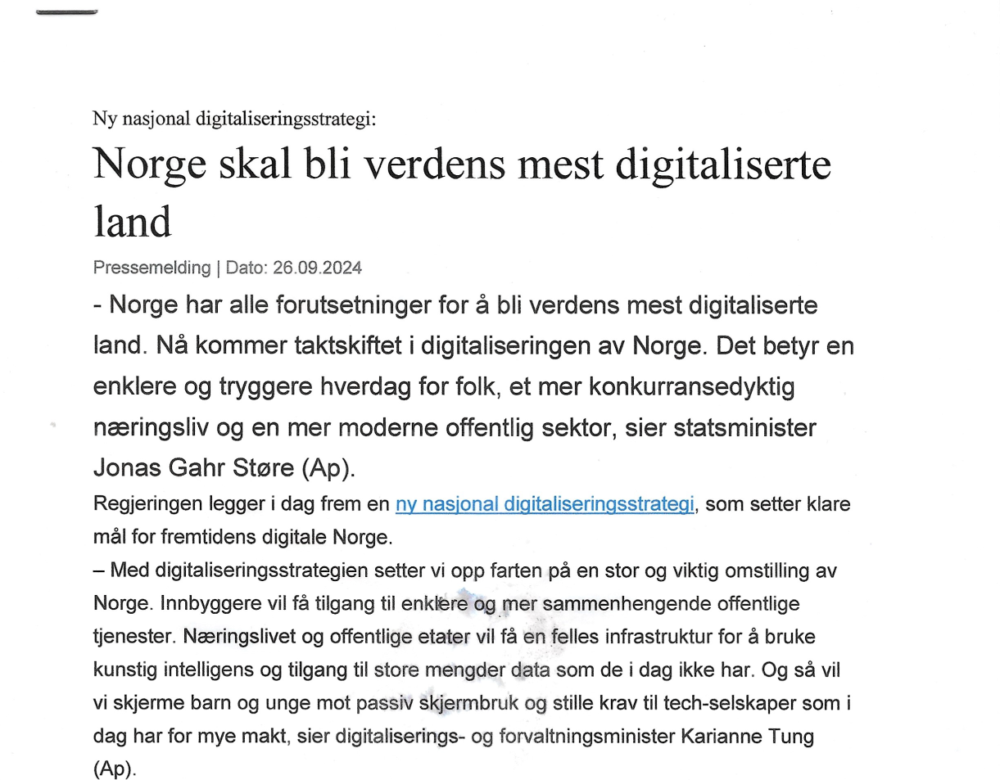 Ny nasjonal digitaliseringsstrategi:
Norge skal bli verdens mest digitaliserte
land
Pressemelding | Dato: 26.09.2024
- Norge har alle forutsetninger for å bli verdens mest digitaliserte
land. Nå kommer taktskiftet i digitaliseringen av Norge. Det betyr en
enklere og tryggere hverdag for folk, et mer konkurransedyktig
næringsliv og en mer moderne offentlig sektor, sier statsminister
Jonas Gahr Støre (Ap).
Regjeringen legger i dag frem en ny nasjonal digitaliseringsstrategi, som setter klare
mål for fremtidens digitale Norge.
– Med digitaliseringsstrategien setter vi opp farten på en stor og viktig omstilling av
Norge. Innbyggere vil få tilgang til enklere og mer sammenhengende offentlige
tjenester. Næringslivet og offentlige etater vil få en felles infrastruktur for å bruke
kunstig intelligens og tilgang til store mengder data som de i dag ikke har. Og så vil
vi skjerme barn og unge mot passiv skjermbruk og stille krav til tech-selskaper som i
dag har for mye makt, sier digitaliserings- og forvaltningsminister Karianne Tung
(Ap).